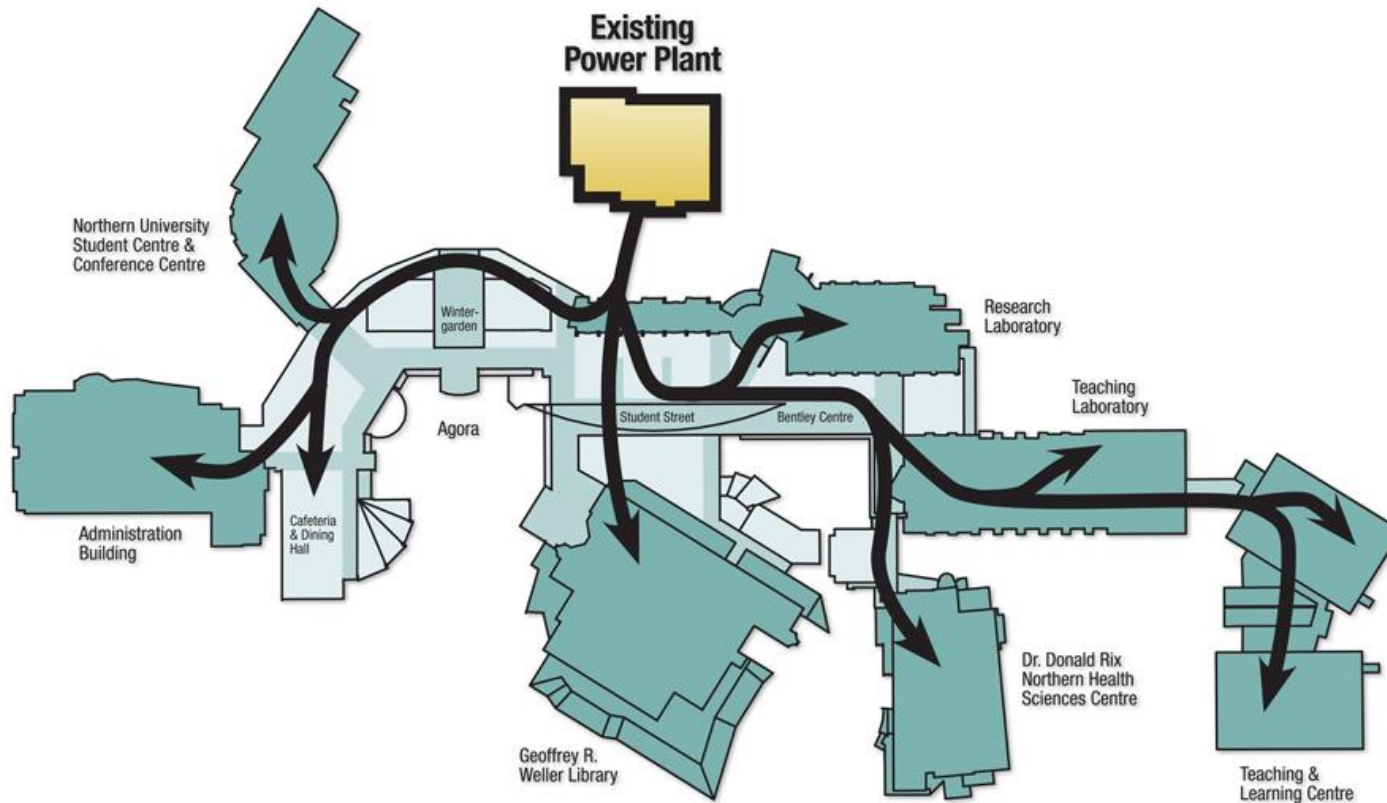 Existing
Power Plant
Northern University
Student Centre &
Conference Centre
Winter-
garden
Research
Laboratory
Teaching
Laboratory
Agora
Student Street
Bentley Centre
Administration
Building
Cafeteria
& Dining
Hall
Geoffrey R.
Weller Library
Dr. Donald Rix
Northern Health
Sciences Centre
Teaching &
Learning Centre